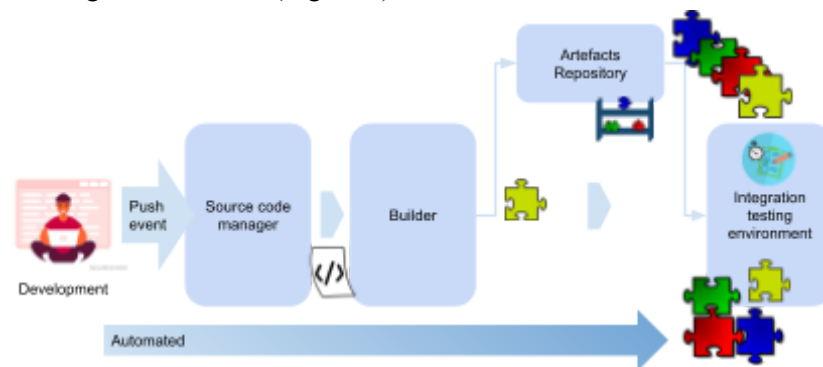 Artefacts
Repository
Push
event
Source code
manager
</>
Builder
Integration
testing
environment
Development
Automated